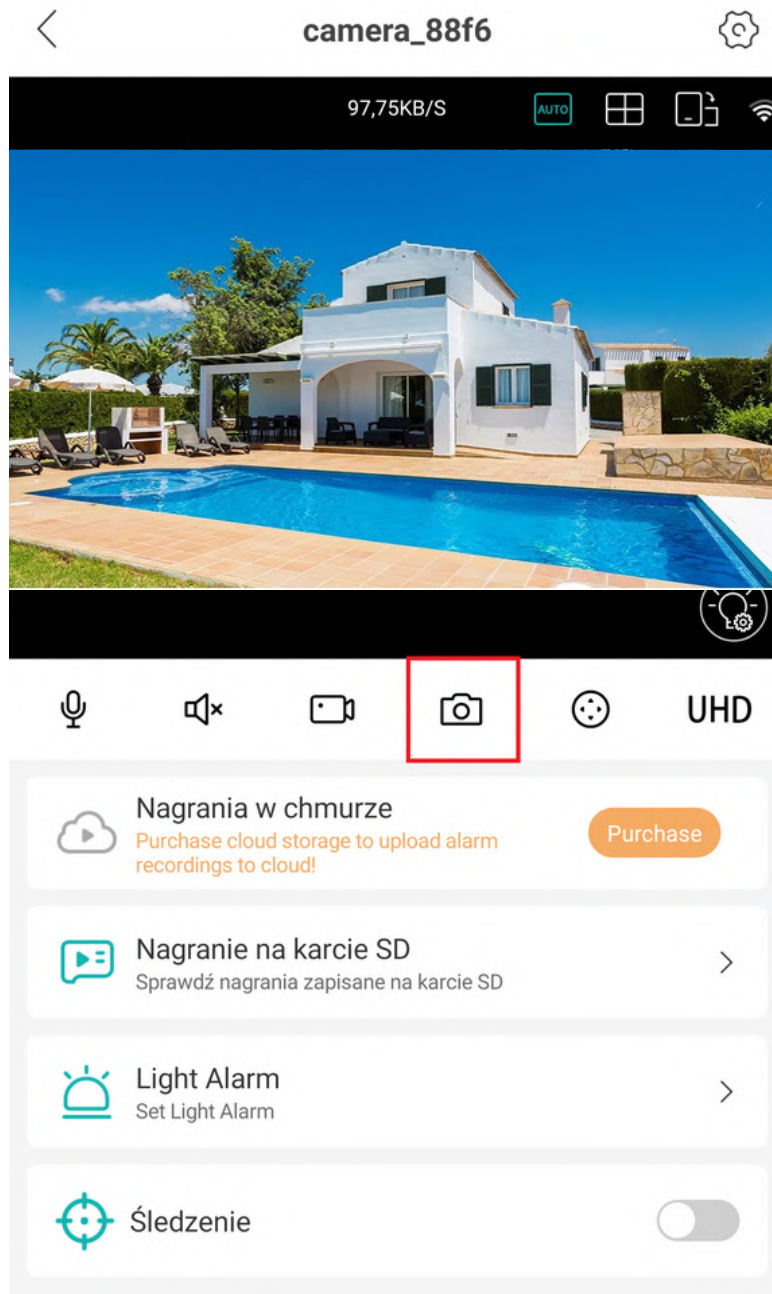 camera_88f6
97,75KB/S
AUTO
UHD
Nagrania w chmurze
Purchase cloud storage to upload alarm
recordings to cloud!
Purchase
Nagranie na karcie SD
Sprawdź nagrania zapisane na karcie SD
Light Alarm
Set Light Alarm
Śledzenie